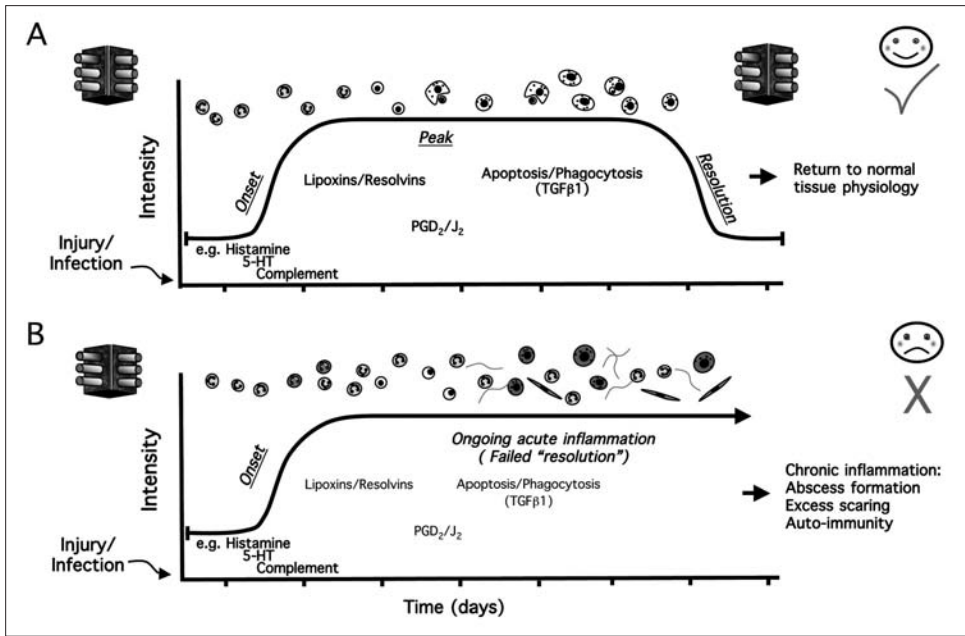 A
Intensity
Onset
Peak
Resolution
Lipoxins/Resolvins
Apoptosis/Phagocytosis
(TGFβ1)
PGD₂/J₂
Return to normal
tissue physiology
Injury/
Infection
e.g. Histamine
5-HT
Complement
B
Intensity
Onset
Ongoing acute inflammation
( Failed “resolution”)
Lipoxins/Resolvins
Apoptosis/Phagocytosis
(TGFβ1)
PGD₂/J₂
Chronic inflammation:
Abscess formation
Excess scaring
Auto-immunity
Injury/
Infection
e.g. Histamine
5-HT
Complement
Time (days)